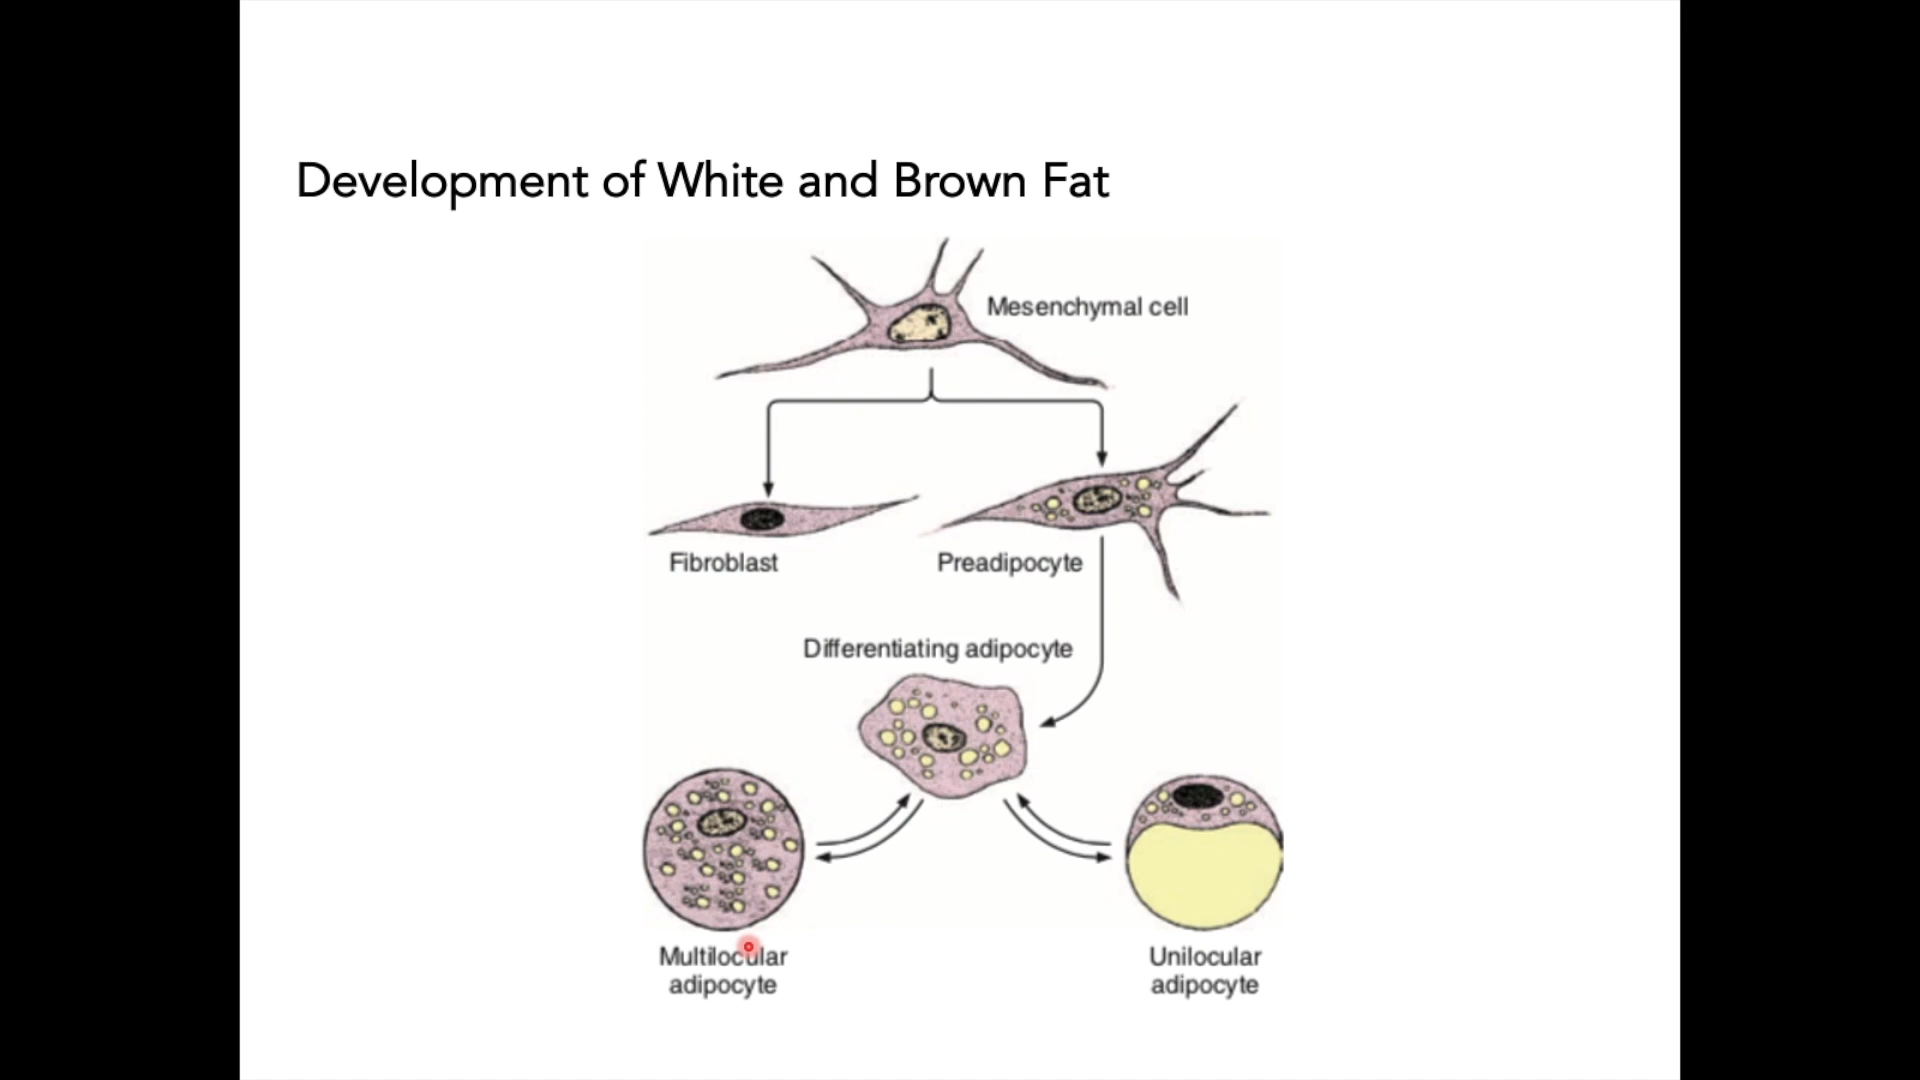 Development of White and Brown Fat
Mesenchymal cell
Fibroblast
Preadipocyte
Differentiating adipocyte
Multilocular
adipocyte
Unilocular
adipocyte